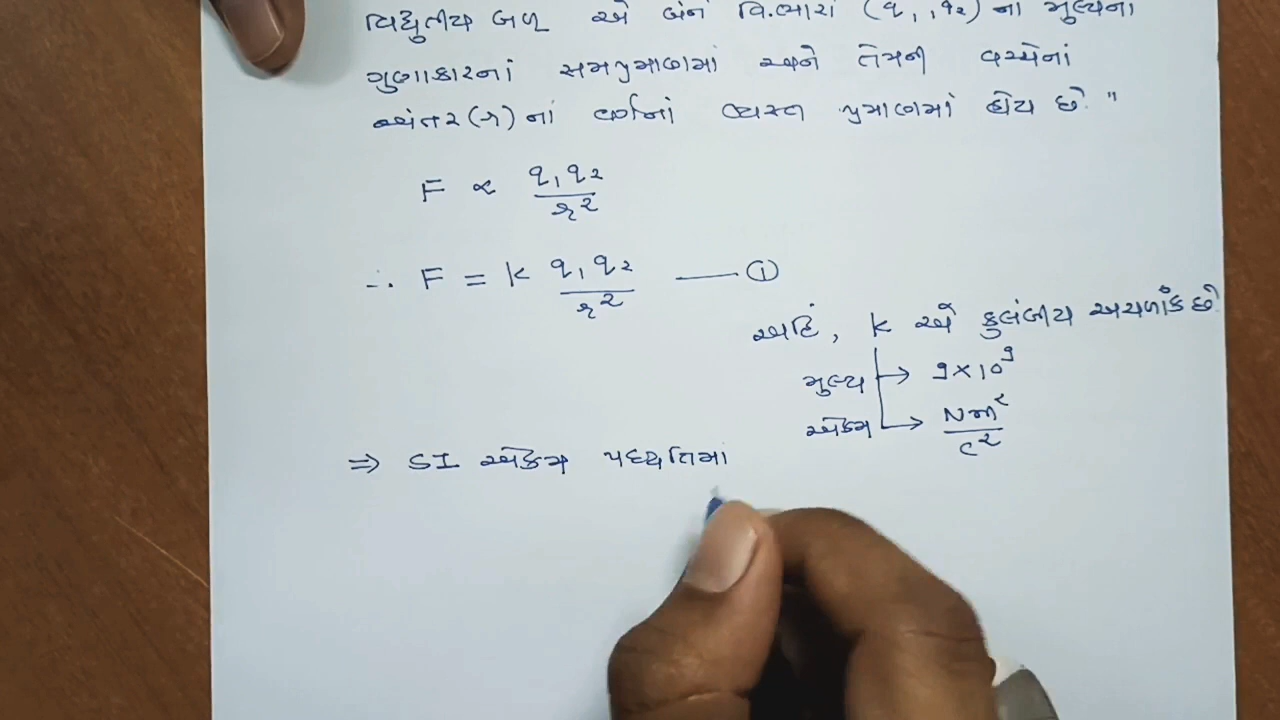 વિદ્યુતીય બળ એ બંને વિ.ભારો (q₁, q₂) ના મુલ્યના
ગુણાકારનાં સમપ્રમાણમાં અને તેમની વચ્ચેનાં
અંતર (r) નાં વર્ગનાં વ્યસ્ત પ્રમાણમાં હોય છે."
F ∝ q₁q₂ / r²
∴ F = k q₁q₂ / r² —— ①
અહિં, k એ કુલંબીય અચળાંક છે
મુલ્ય → 9×10⁹
એકમ → Nm² / C²
⇒ SI એકમ પધ્ધતિમાં